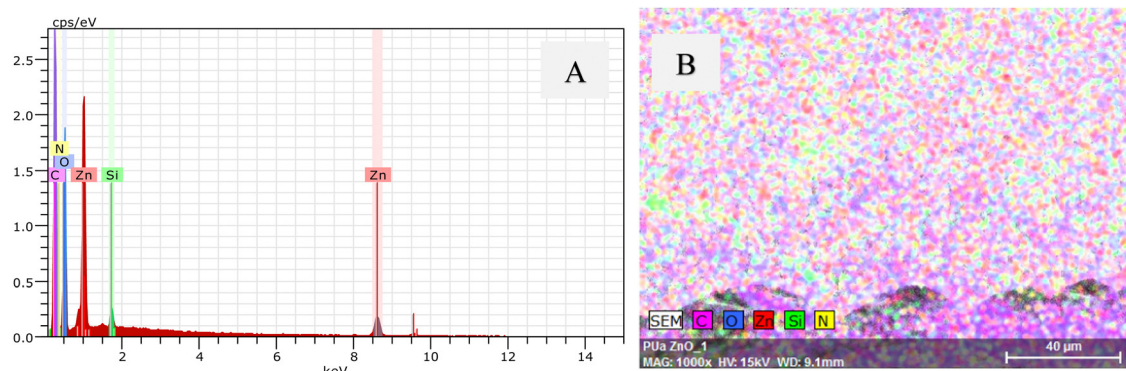 cps/eV
A
2.5
2.0
N
O
1.5
C Zn Si Zn
1.0
0.5
0.0
2 4 6 8 10 12 14
keV
B
SEM C O Zn Si N
PUa ZnO_1
MAG: 1000x HV: 15kV WD: 9.1mm
40 µm